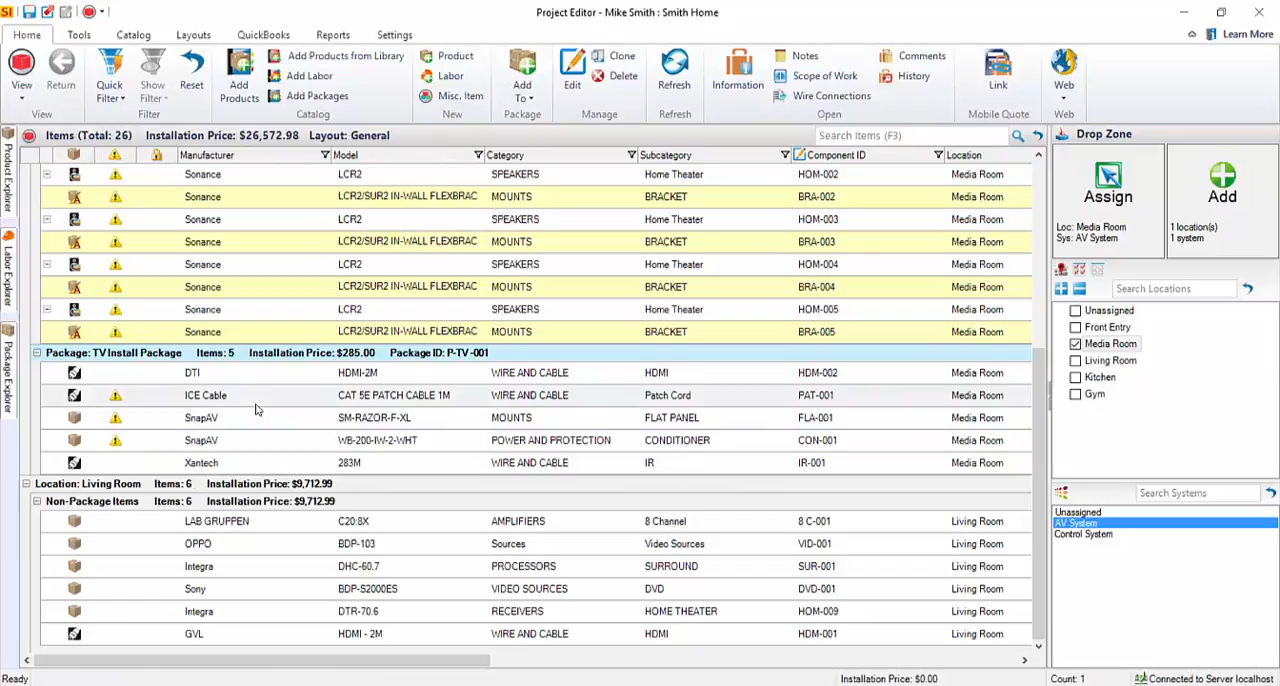 SI Project Editor - Mike Smith : Smith Home
Home Tools Catalog Layouts QuickBooks Reports Settings Learn More
View Return Quick Filter Show Filter Reset Add Products Add Products from Library Add Labor Add Packages Product Labor Misc. Item Add To Edit Clone Delete Refresh Information Notes Scope of Work Wire Connections Comments History Link Web
View Filter Catalog New Package Manage Refresh Open Mobile Quote Web
Items (Total: 26) Installation Price: $26,572.98 Layout: General Search Items (F3)
Manufacturer Model Category Subcategory Component ID Location
Sonance LCR2 SPEAKERS Home Theater HOM-002 Media Room
Sonance LCR2/SUR2 IN-WALL FLEXBRAC MOUNTS BRACKET BRA-002 Media Room
Sonance LCR2 SPEAKERS Home Theater HOM-003 Media Room
Sonance LCR2/SUR2 IN-WALL FLEXBRAC MOUNTS BRACKET BRA-003 Media Room
Sonance LCR2 SPEAKERS Home Theater HOM-004 Media Room
Sonance LCR2/SUR2 IN-WALL FLEXBRAC MOUNTS BRACKET BRA-004 Media Room
Sonance LCR2 SPEAKERS Home Theater HOM-005 Media Room
Sonance LCR2/SUR2 IN-WALL FLEXBRAC MOUNTS BRACKET BRA-005 Media Room
Package: TV Install Package Items: 5 Installation Price: $285.00 Package ID: P-TV -001
DTI HDMI-2M WIRE AND CABLE HDMI HDM-002 Media Room
ICE Cable CAT 5E PATCH CABLE 1M WIRE AND CABLE Patch Cord PAT-001 Media Room
SnapAV SM-RAZOR-F-XL MOUNTS FLAT PANEL FLA-001 Media Room
SnapAV WB-200-IW-2-WHT POWER AND PROTECTION CONDITIONER CON-001 Media Room
Xantech 283M WIRE AND CABLE IR IR-001 Media Room
Location: Living Room Items: 6 Installation Price: $9,712.99
Non-Package Items Items: 6 Installation Price: $9,712.99
LAB GRUPPEN C20:8X AMPLIFIERS 8 Channel 8 C-001 Living Room
OPPO BDP-103 Sources Video Sources VID-001 Living Room
Integra DHC-60.7 PROCESSORS SURROUND SUR-001 Living Room
Sony BDP-S2000ES VIDEO SOURCES DVD DVD-001 Living Room
Integra DTR-70.6 RECEIVERS HOME THEATER HOM-009 Living Room
GVL HDMI - 2M WIRE AND CABLE HDMI HDM-001 Living Room
Product Explorer
Labor Explorer
Package Explorer
Drop Zone
Assign Add
Loc: Media Room 1 location(s)
Sys: AV System 1 system
Search Locations
Unassigned
Front Entry
Media Room
Living Room
Kitchen
Gym
Search Systems
Unassigned
AV System
Control System
Ready Installation Price: $0.00 Count: 1 Connected to Server localhost